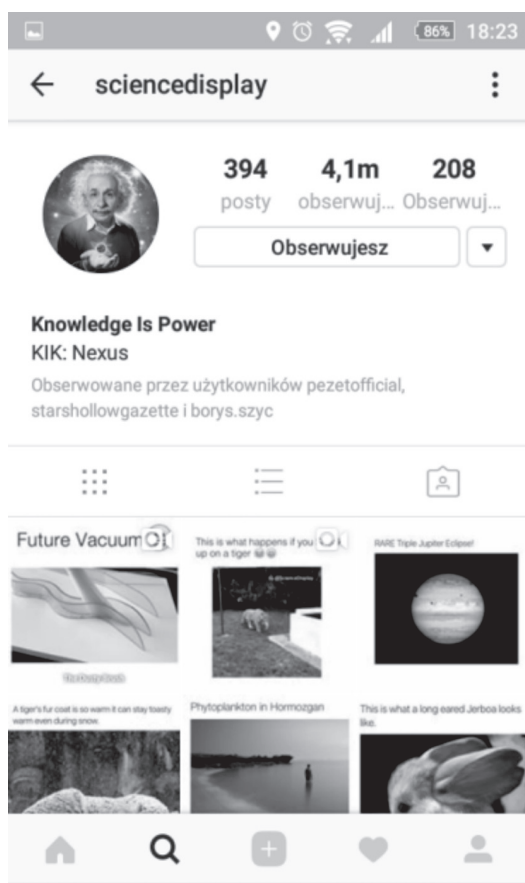 86% 18:23
sciencedisplay
394 4,1m 208
posty obserwuj... Obserwuj...
Obserwujesz
Knowledge Is Power
KIK: Nexus
Obserwowane przez użytkowników pezetofficial,
starshollowgazette i borys.szyc
Future Vacuum
This is what happens if you
up on a tiger
RARE Triple Jupiter Eclipse!
The Dusty Brush
A tiger's fur coat is so warm it can stay toasty
warm even during snow.
Phytoplankton in Hormozgan
This is what a long eared Jerboa looks
like.